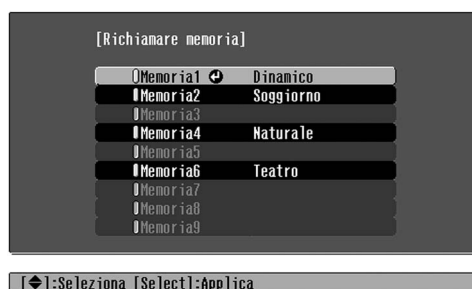 [Richiamare memoria]
Memoria1 Dinamico
Memoria2 Soggiorno
Memoria3
Memoria4 Naturale
Memoria5
Memoria6 Teatro
Memoria7
Memoria8
Memoria9
[◆]:Seleziona [Select]:Applica